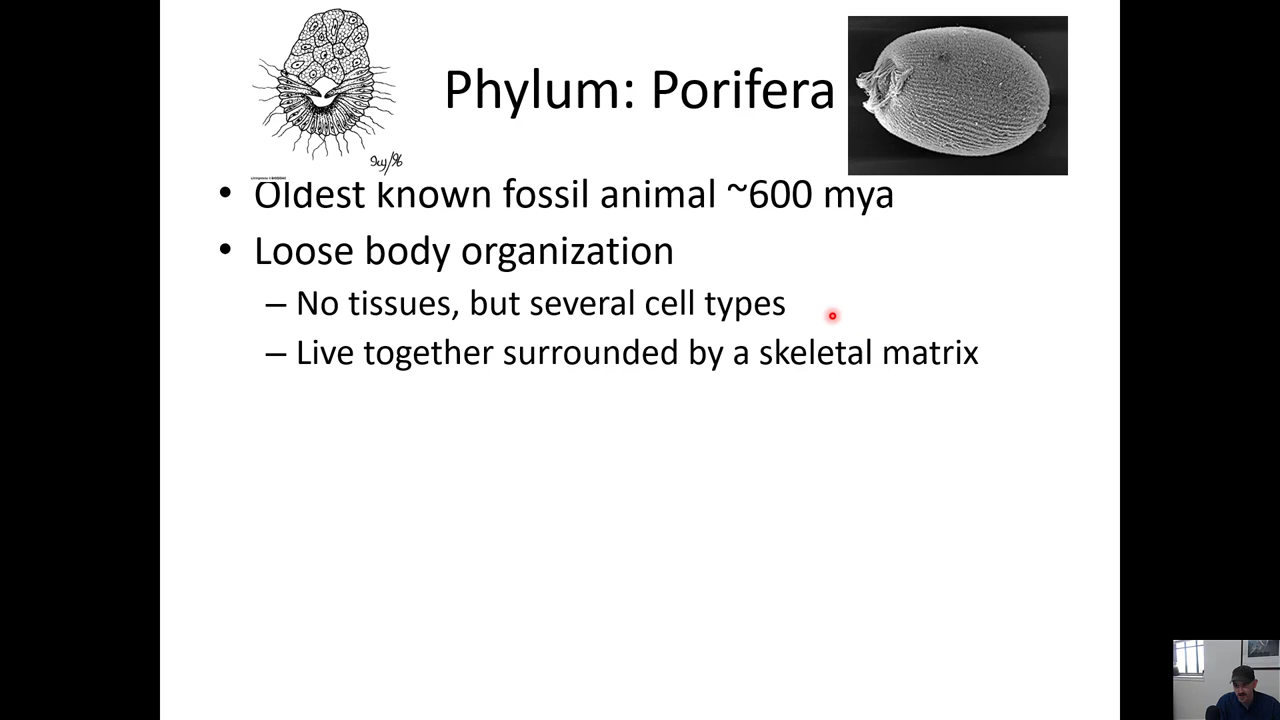 Phylum: Porifera
• Oldest known fossil animal ~600 mya
• Loose body organization
– No tissues, but several cell types
– Live together surrounded by a skeletal matrix